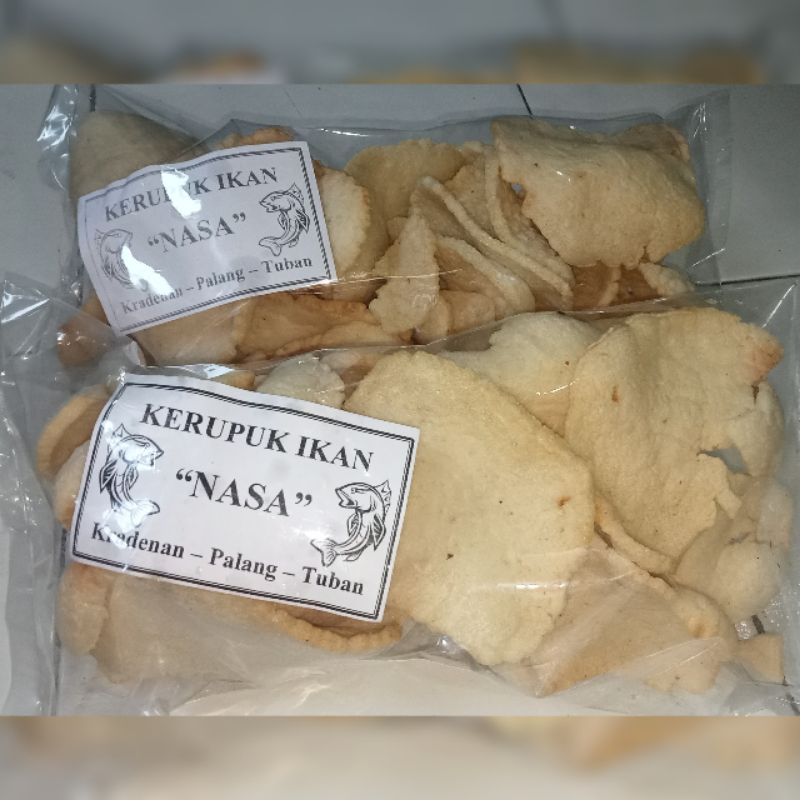 KERUPUK IKAN
“NASA”
Kradenan – Palang – Tuban
KERUPUK IKAN
“NASA”
Kradenan – Palang – Tuban